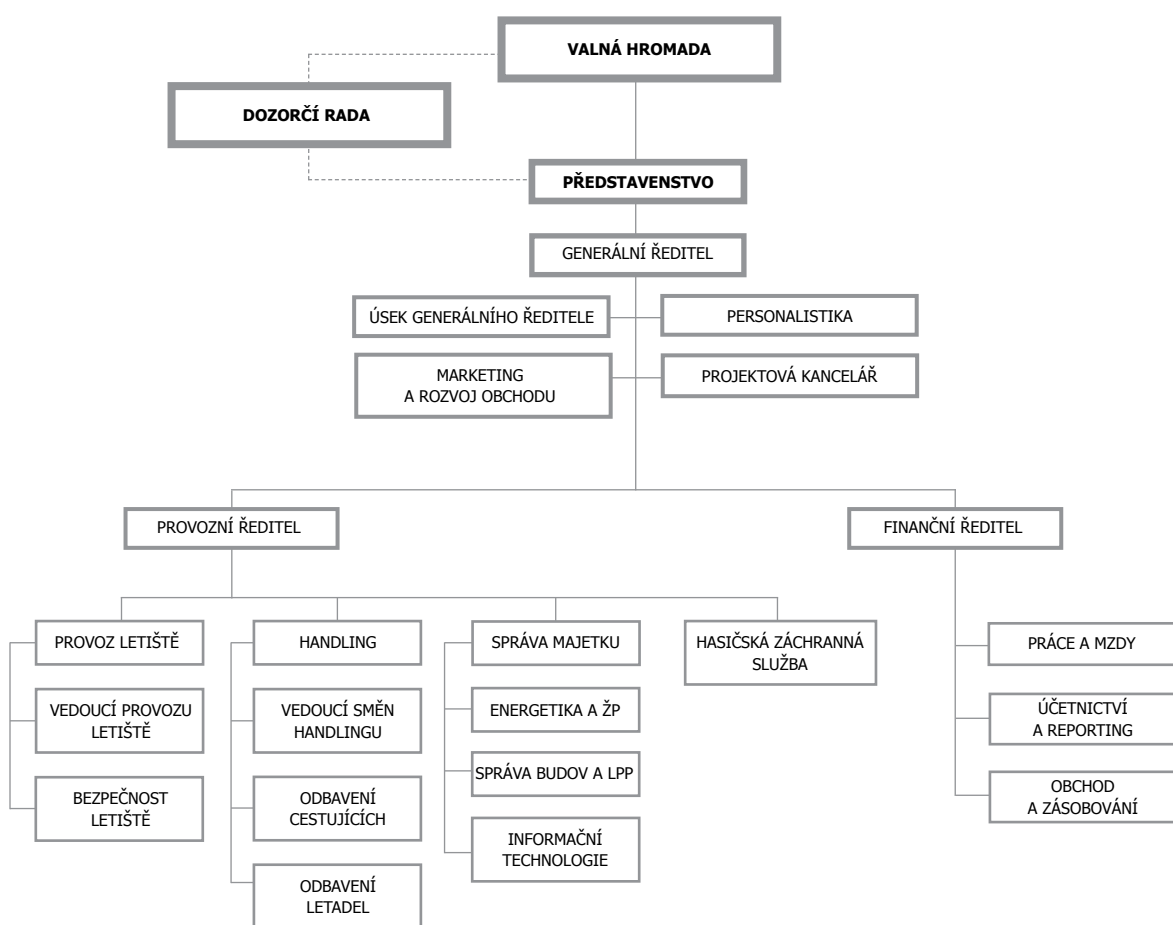 VALNÁ HROMADA
DOZORČÍ RADA
PŘEDSTAVENSTVO
GENERÁLNÍ ŘEDITEL
ÚSEK GENERÁLNÍHO ŘEDITELE
PERSONALISTIKA
MARKETING
A ROZVOJ OBCHODU
PROJEKTOVÁ KANCELÁŘ
PROVOZNÍ ŘEDITEL
FINANČNÍ ŘEDITEL
PROVOZ LETIŠTĚ
VEDOUCÍ PROVOZU
LETIŠTĚ
BEZPEČNOST
LETIŠTĚ
HANDLING
VEDOUCÍ SMĚN
HANDLINGU
ODBAVENÍ
CESTUJÍCÍCH
ODBAVENÍ
LETADEL
SPRÁVA MAJETKU
ENERGETIKA A ŽP
SPRÁVA BUDOV A LPP
INFORMAČNÍ
TECHNOLOGIE
HASIČSKÁ ZÁCHRANNÁ
SLUŽBA
PRÁCE A MZDY
ÚČETNICTVÍ
A REPORTING
OBCHOD
A ZÁSOBOVÁNÍ